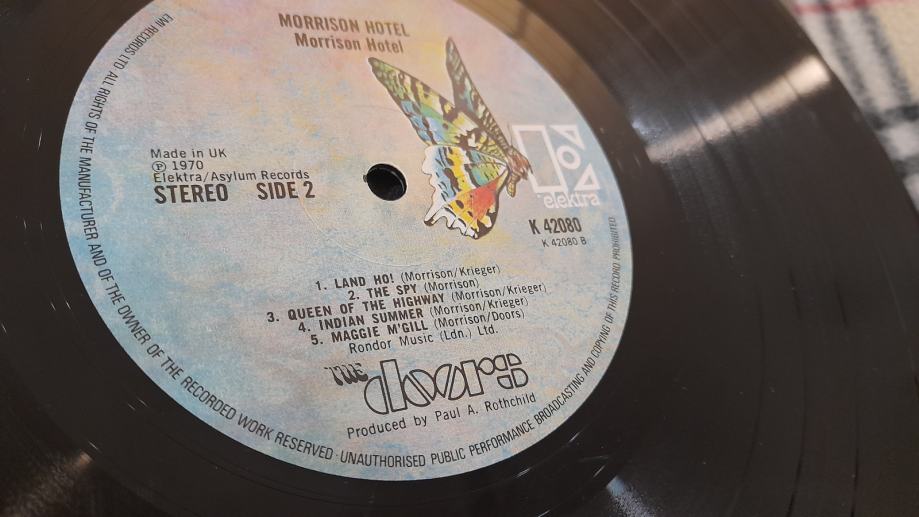 MORRISON HOTEL
Morrison Hotel
Made in UK
Ⓟ 1970
Elektra/Asylum Records
STEREO SIDE 2
elektra
K 42080
K 42080 B
1. LAND HO! (Morrison/Krieger)
2. THE SPY (Morrison)
3. QUEEN OF THE HIGHWAY (Morrison/Krieger)
4. INDIAN SUMMER (Morrison/Krieger)
5. MAGGIE M'GILL (Morrison/Doors)
Rondor Music (Ldn.) Ltd.
THE DOORS
Produced by Paul A. Rothchild
EMI RECORDS LTD ALL RIGHTS OF THE MANUFACTURER AND OF THE OWNER OF THE RECORDED WORK RESERVED · UNAUTHORISED PUBLIC PERFORMANCE BROADCASTING AND COPYING OF THIS RECORD PROHIBITED